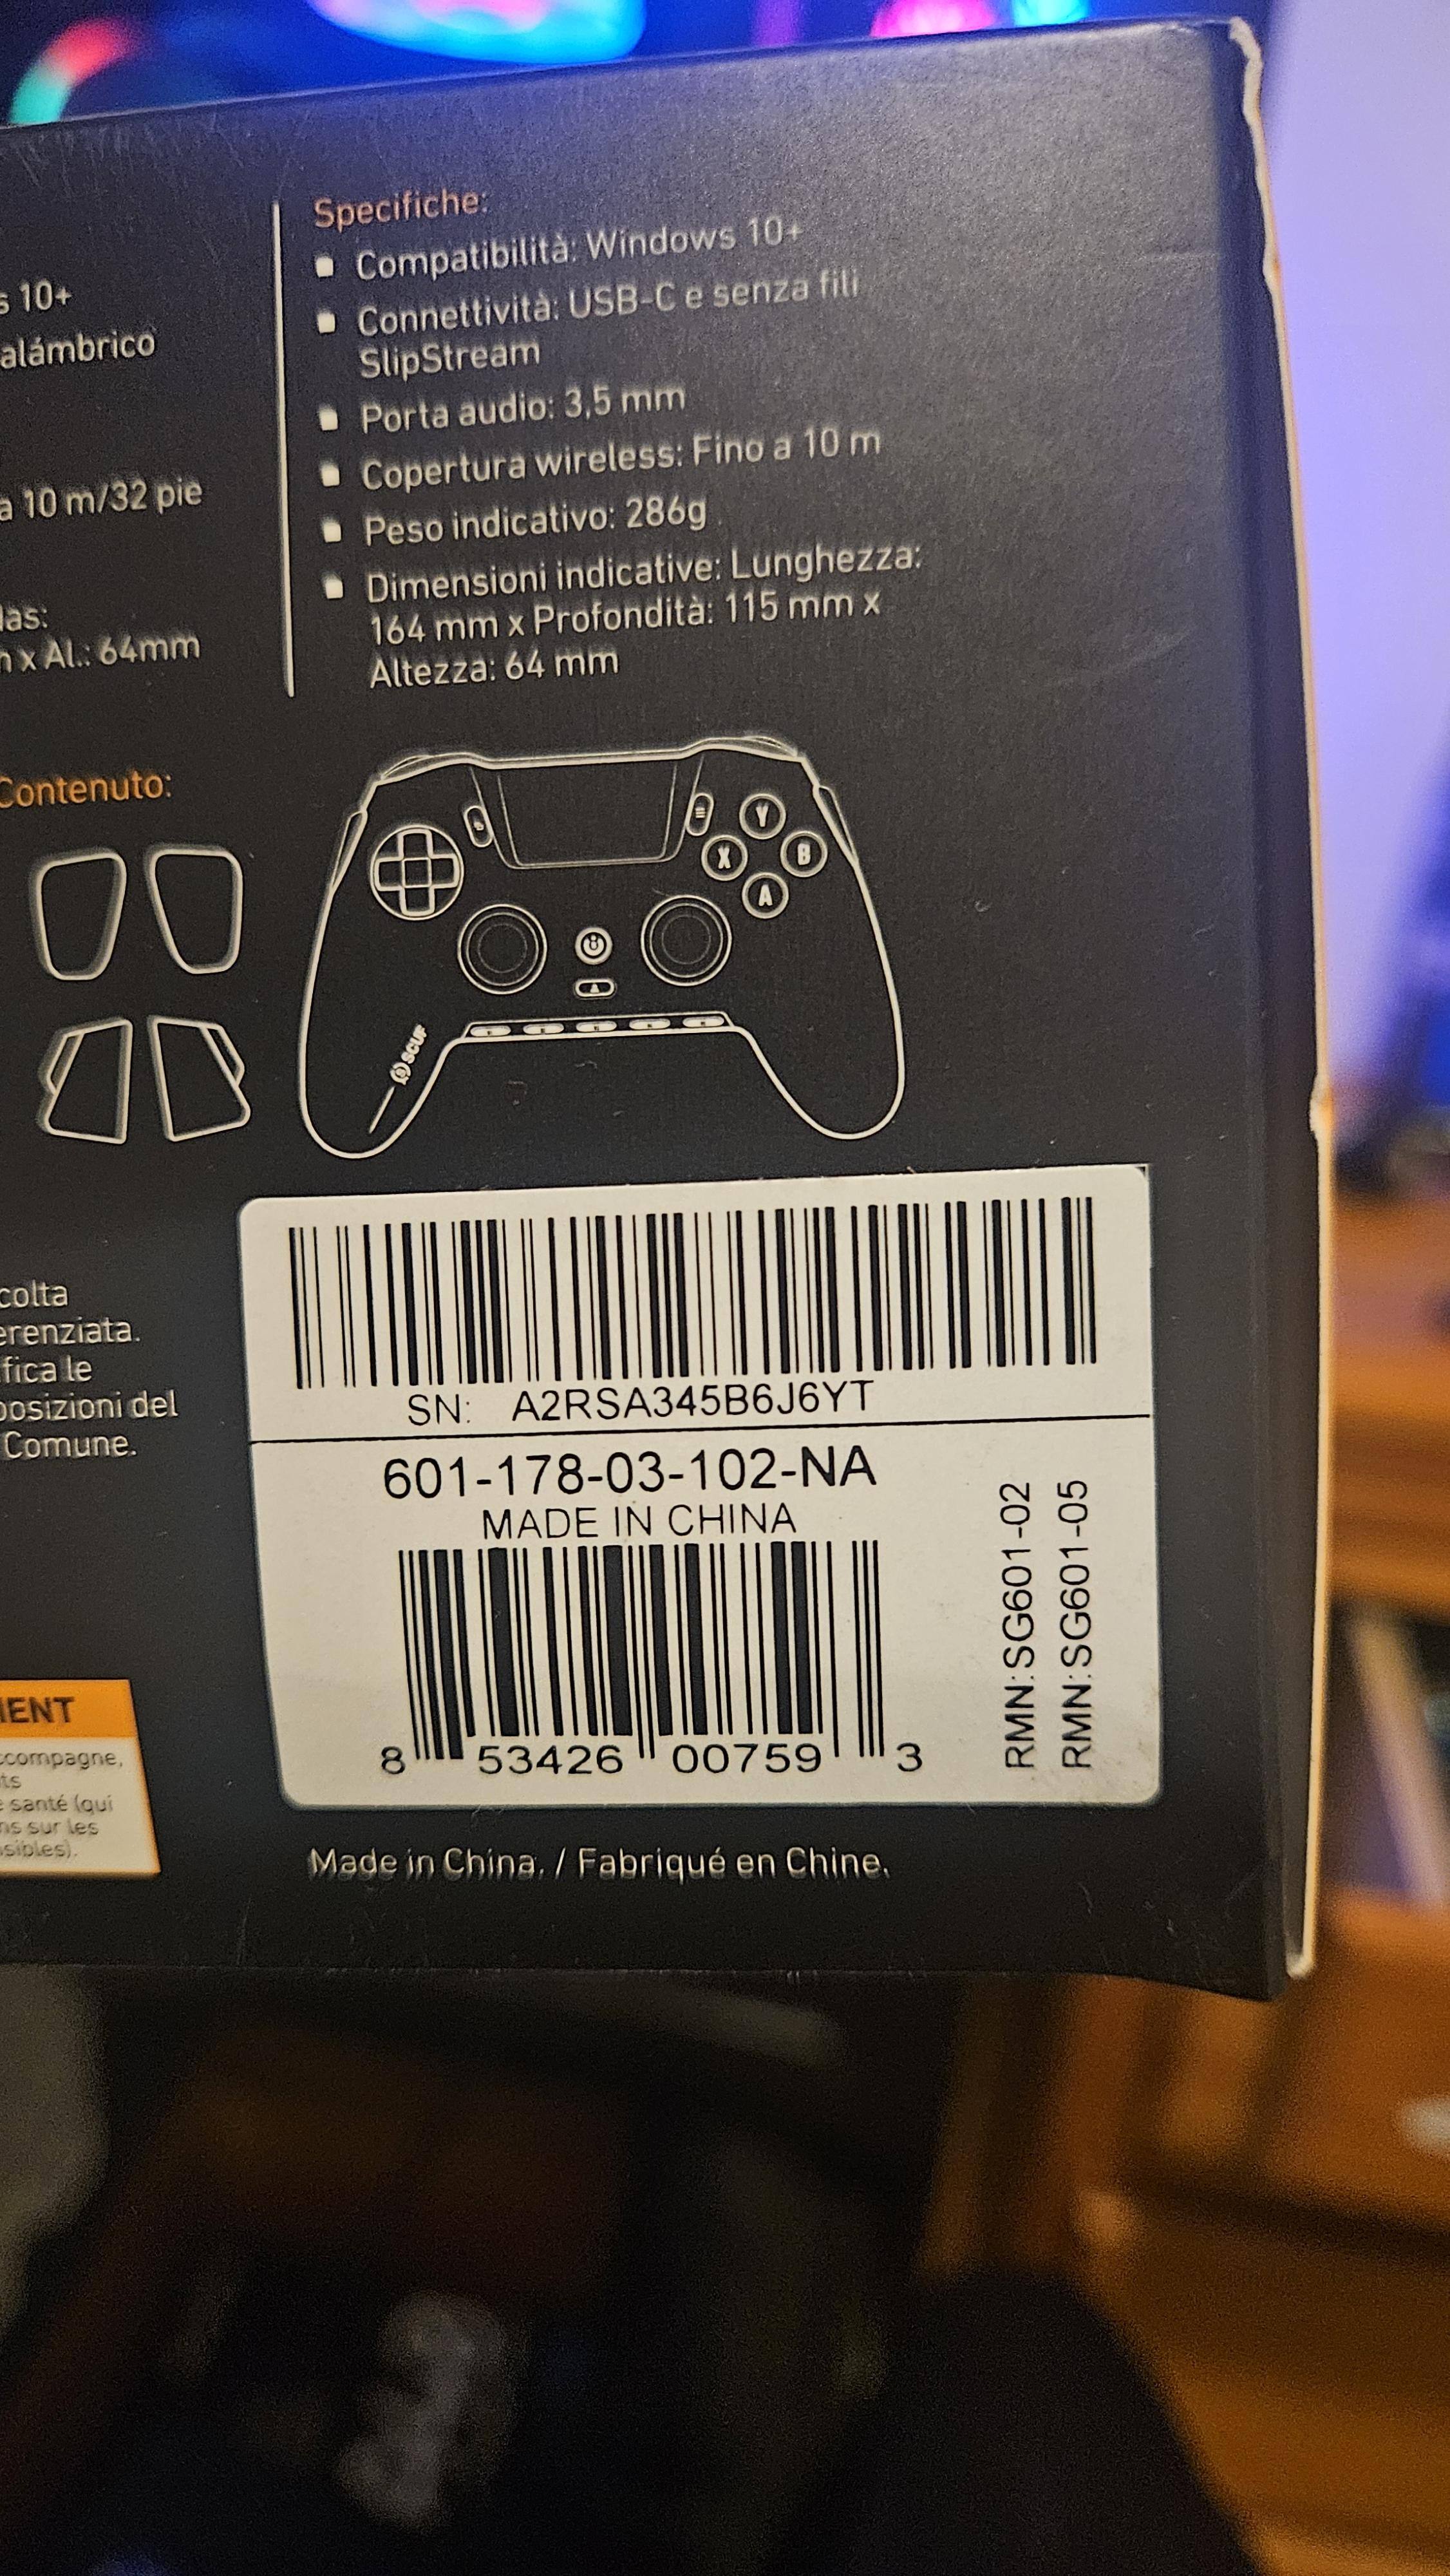 s 10+
alámbrico
a 10 m/32 pie
las:
n x Al.: 64mm
Specifiche:
Compatibilità: Windows 10+
Connettività: USB-C e senza fili
SlipStream
Porta audio: 3,5 mm
Copertura wireless: Fino a 10 m
Peso indicativo: 286g
Dimensioni indicative: Lunghezza:
164 mm x Profondità: 115 mm x
Altezza: 64 mm
Contenuto:
Y
X
B
A
SCUF
colta
erenziata.
fica le
posizioni del
Comune.
SN: A2RSA345B6J6YT
601-178-03-102-NA
MADE IN CHINA
8 53426 00759 3
RMN:SG601-02
RMN:SG601-05
MENT
ccompagne,
ts
santé (qui
ns sur les
sibles).
Made in China. / Fabriqué en Chine.